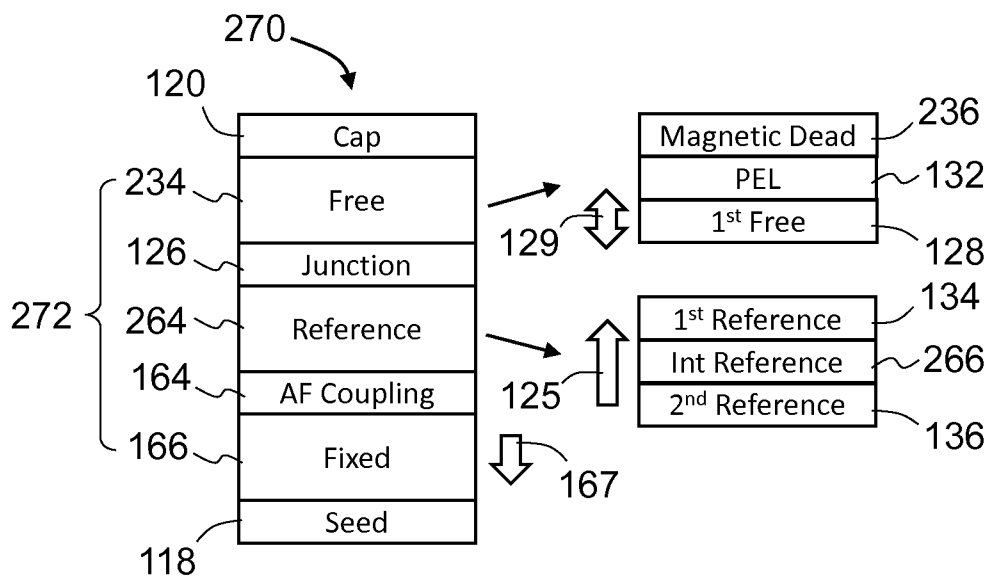 270
120
Cap
Magnetic Dead
236
234
Free
PEL
132
129
1st Free
128
126
Junction
272
264
Reference
1st Reference
134
125
Int Reference
266
164
AF Coupling
2nd Reference
136
166
Fixed
167
118
Seed